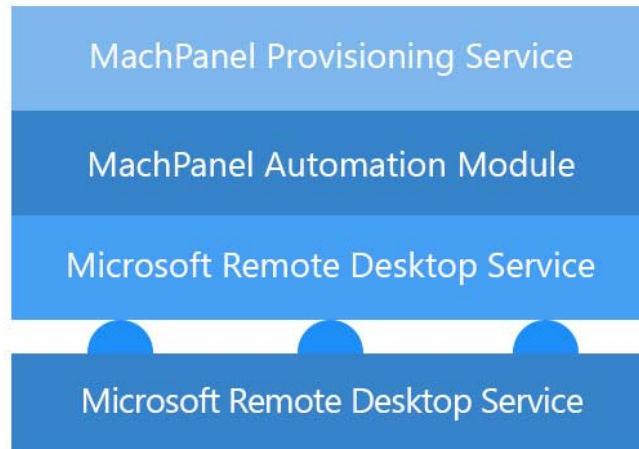 MachPanel Provisioning Service
MachPanel Automation Module
Microsoft Remote Desktop Service
Microsoft Remote Desktop Service